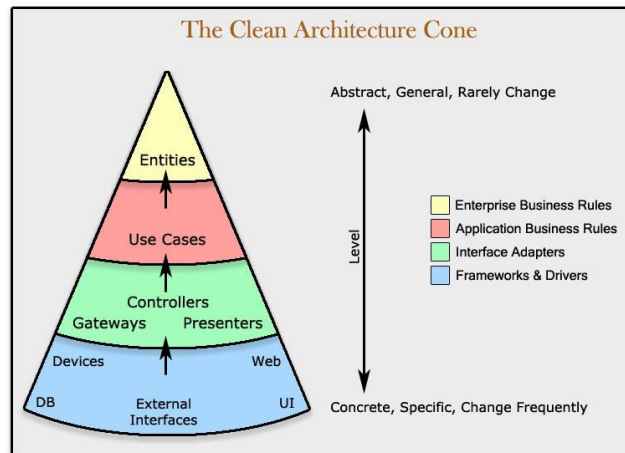 The Clean Architecture Cone
Abstract, General, Rarely Change
Entities
Use Cases
Controllers
Gateways Presenters
Devices Web
DB External UI
Interfaces
Level
Enterprise Business Rules
Application Business Rules
Interface Adapters
Frameworks & Drivers
Concrete, Specific, Change Frequently